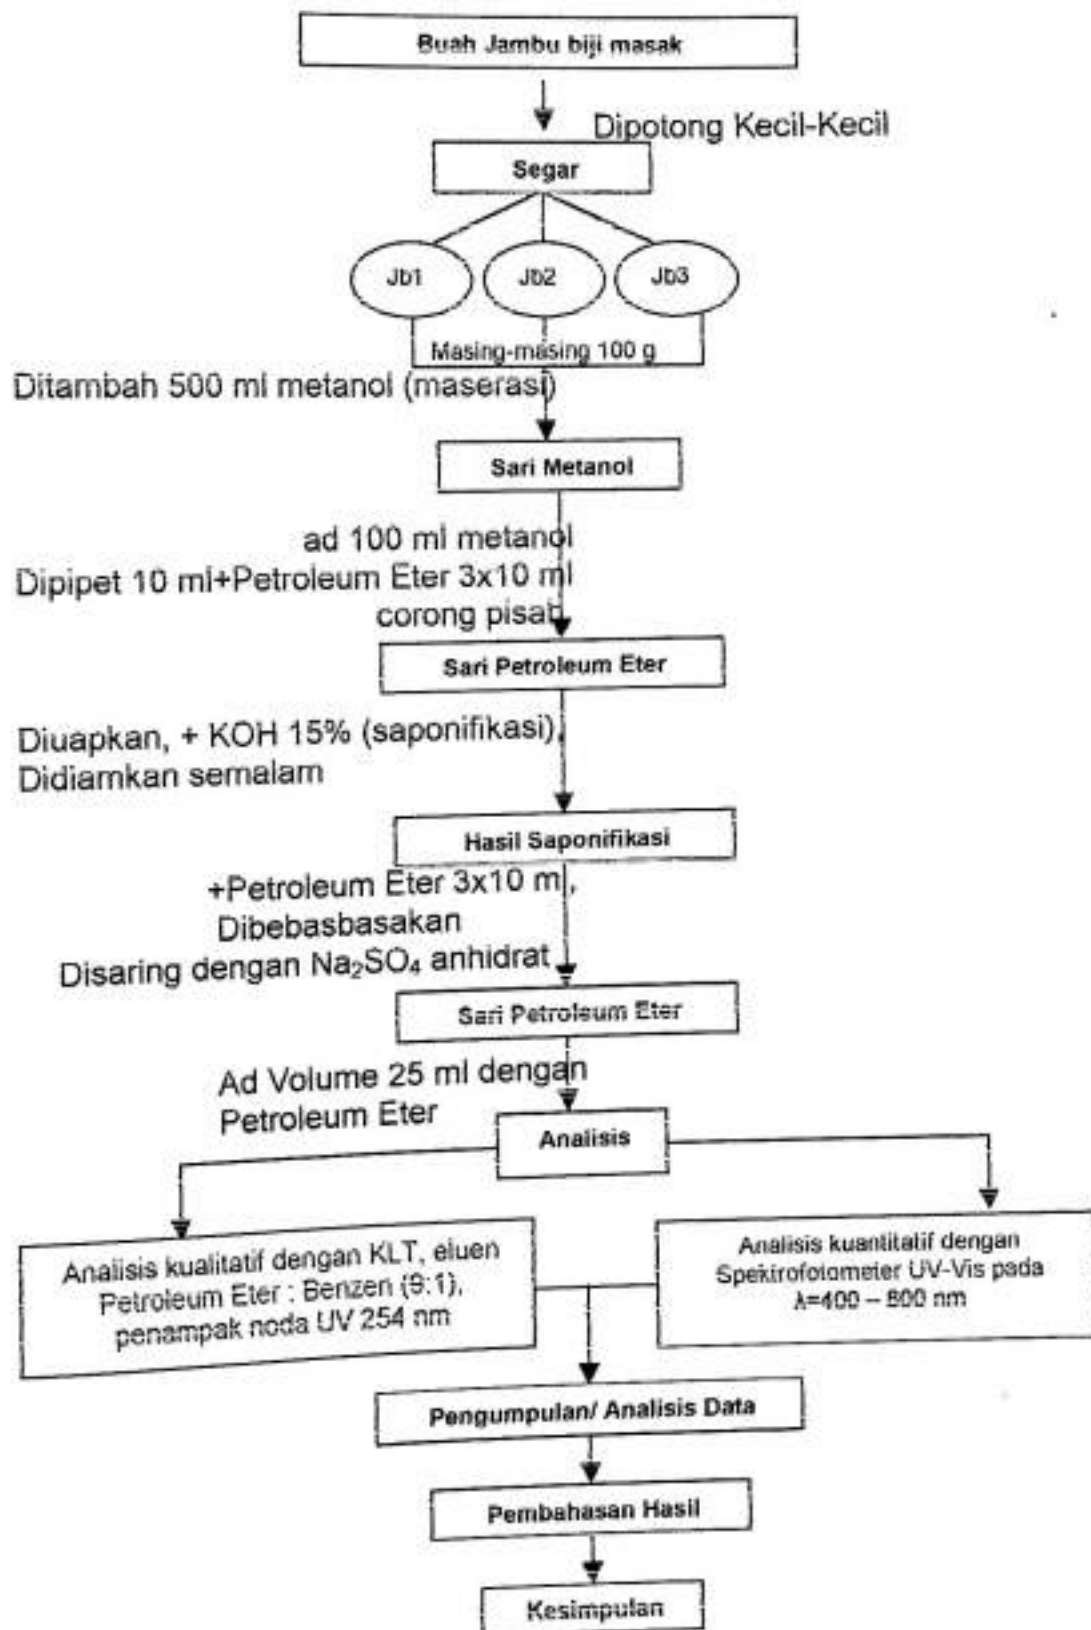 Buah Jambu biji masak
Dipotong Kecil-Kecil
Segar
Jb1
Jb2
Jb3
Masing-masing 100 g
Ditambah 500 ml metanol (maserasi)
Sari Metanol
ad 100 ml metanol
Dipipet 10 ml+Petroleum Eter 3x10 ml
corong pisah
Sari Petroleum Eter
Diuapkan, + KOH 15% (saponifikasi),
Didiamkan semalam
Hasil Saponifikasi
+Petroleum Eter 3x10 ml,
Dibebasbasakan
Disaring dengan Na₂SO₄ anhidrat
Sari Petroleum Eter
Ad Volume 25 ml dengan
Petroleum Eter
Analisis
Analisis kualitatif dengan KLT, eluen
Petroleum Eter : Benzen (9:1),
penampak noda UV 254 nm
Analisis kuantitatif dengan
Spektrofotometer UV-Vis pada
λ=400 – 800 nm
Pengumpulan/ Analisis Data
Pembahasan Hasil
Kesimpulan